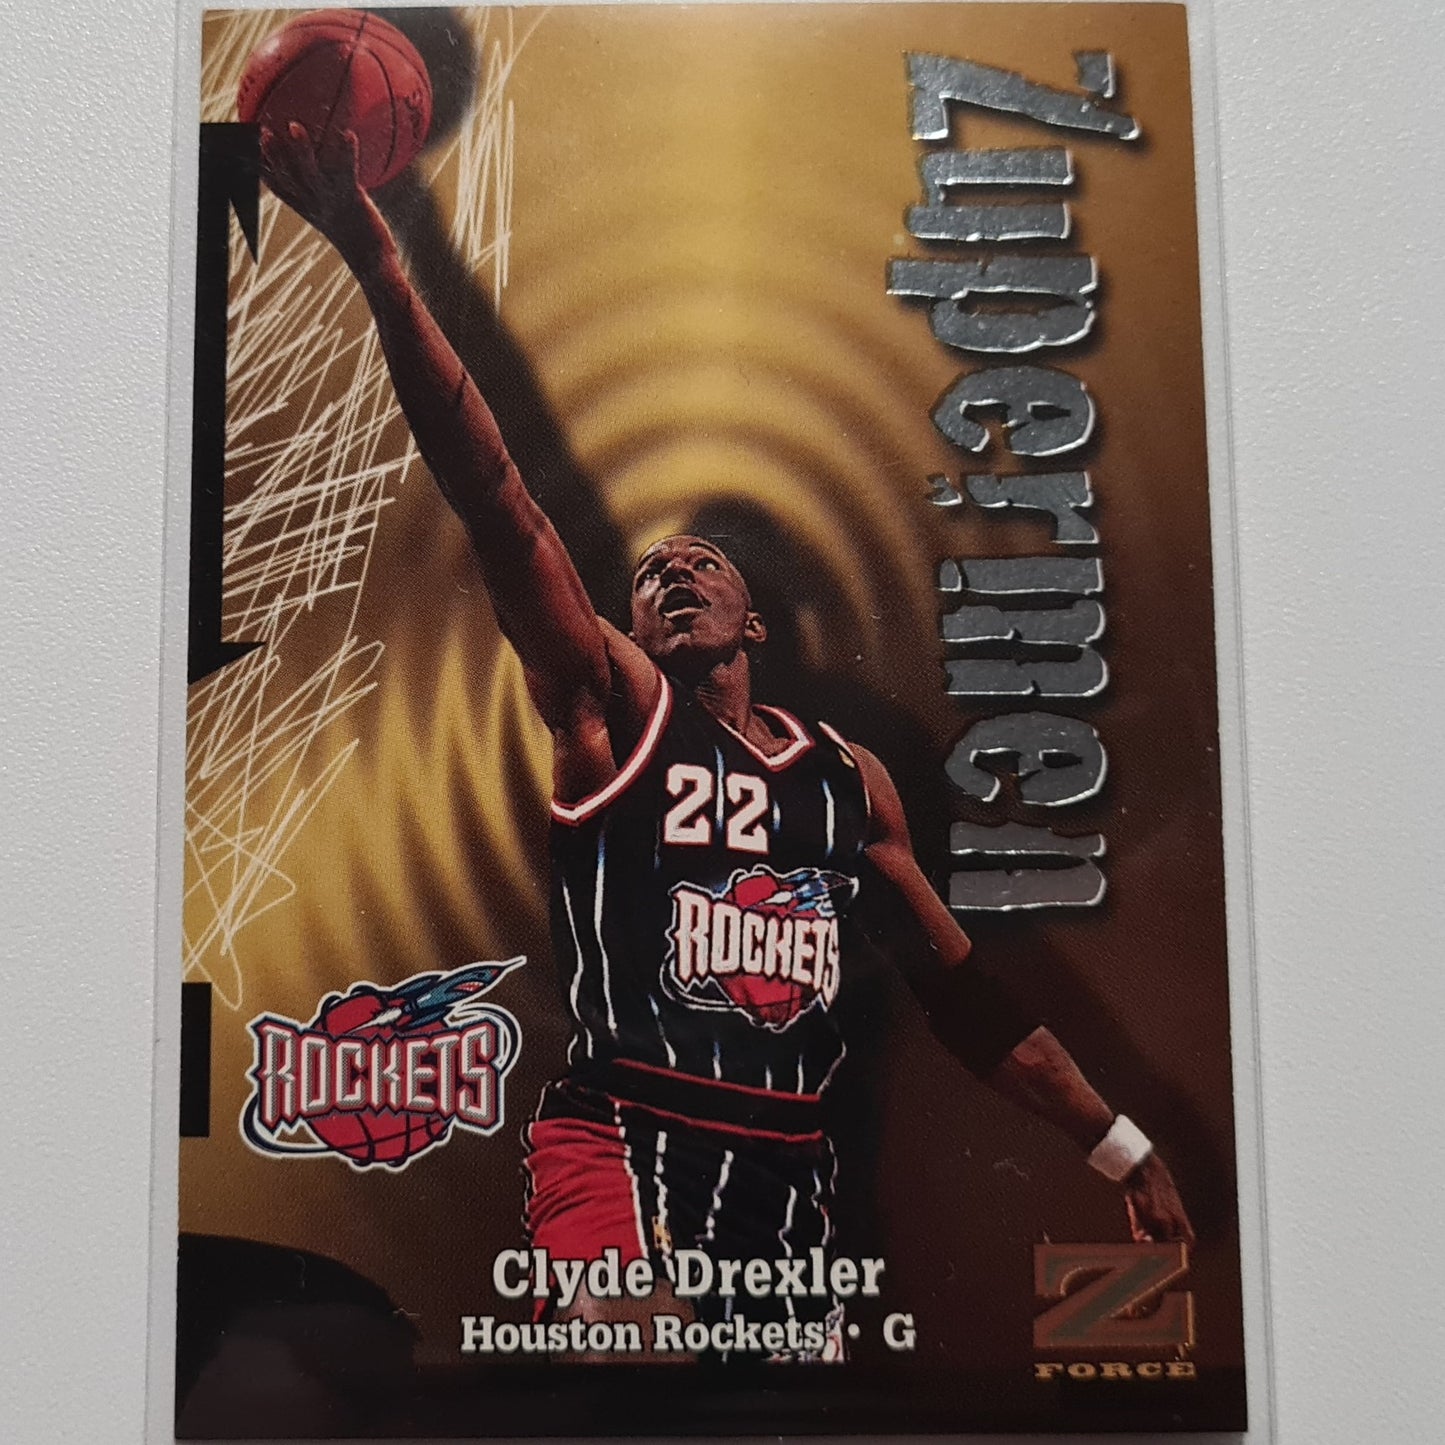 Zupermen
22
ROCKETS
ROCKETS
Clyde Drexler
Houston Rockets • G
Z
FORCE